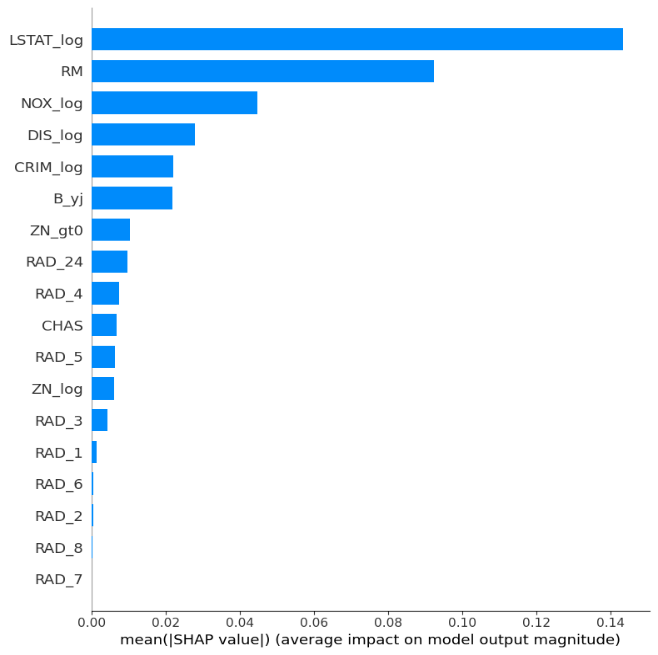 LSTAT_log
RM
NOX_log
DIS_log
CRIM_log
B_yj
ZN_gt0
RAD_24
RAD_4
CHAS
RAD_5
ZN_log
RAD_3
RAD_1
RAD_6
RAD_2
RAD_8
RAD_7
0.00 0.02 0.04 0.06 0.08 0.10 0.12 0.14
mean(|SHAP value|) (average impact on model output magnitude)